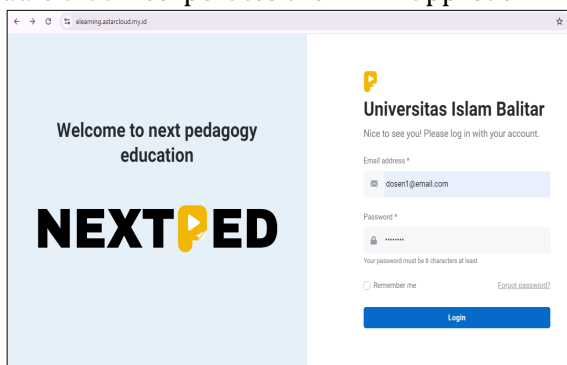 elearning.astarcloud.my.id
Welcome to next pedagogy
education
NEXTPED
Universitas Islam Balitar
Nice to see you! Please log in with your account.
Email address *
dosen1@email.com
Password *
••••••••
Your password must be 8 characters at least
Remember me
Forgot password?
Login